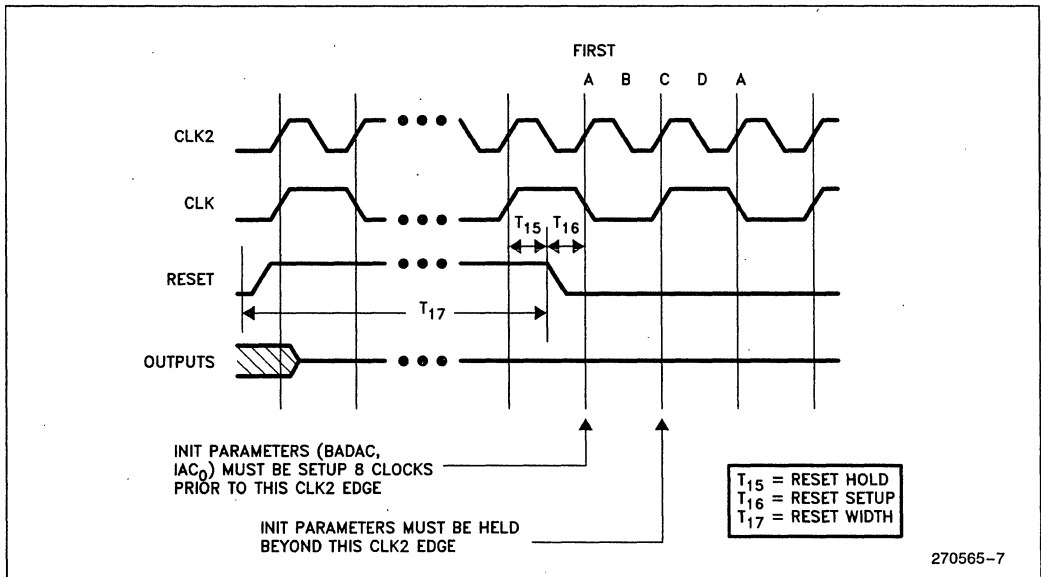 FIRST
A B C D A
CLK2
CLK
T15 T16
RESET
T17
OUTPUTS
INIT PARAMETERS (BADAC,
IAC0) MUST BE SETUP 8 CLOCKS
PRIOR TO THIS CLK2 EDGE
INIT PARAMETERS MUST BE HELD
BEYOND THIS CLK2 EDGE
T15 = RESET HOLD
T16 = RESET SETUP
T17 = RESET WIDTH
270565-7